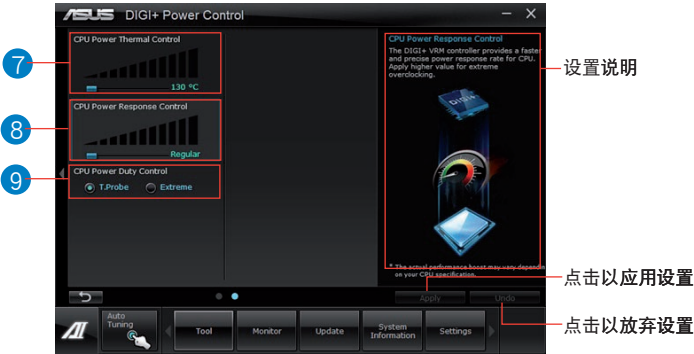 ASUS DIGI+ Power Control
CPU Power Thermal Control
130 °C
7
CPU Power Response Control
Regular
8
CPU Power Duty Control
T.Probe Extreme
9
CPU Power Response Control
The DIGI+ VRM controller provides a faster
and precise power response rate for CPU.
Apply higher value for extreme
overclocking.
DIGI+
* The actual performance boost may vary dependin
on your CPU specification.
设置说明
Apply Undo
点击以应用设置
点击以放弃设置
Auto
Tuning
Tool
Monitor
Update
System
Information
Settings